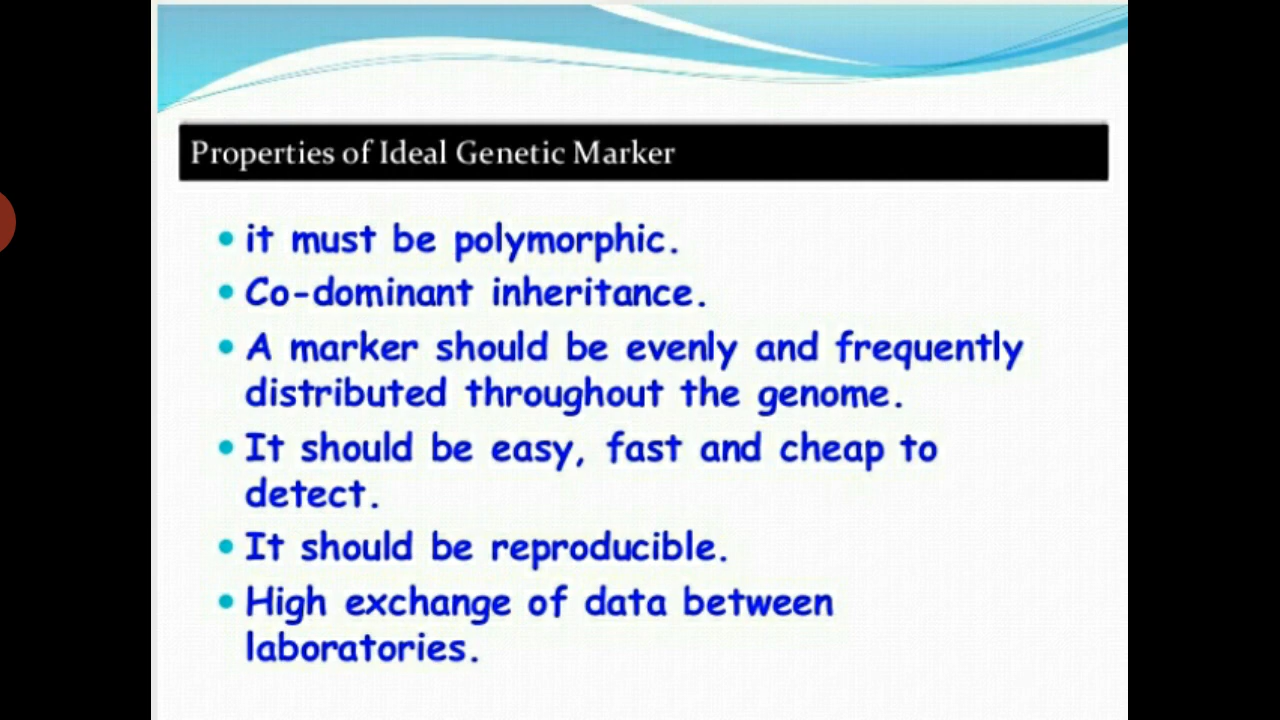 Properties of Ideal Genetic Marker
• it must be polymorphic.
• Co-dominant inheritance.
• A marker should be evenly and frequently
distributed throughout the genome.
• It should be easy, fast and cheap to
detect.
• It should be reproducible.
• High exchange of data between
laboratories.